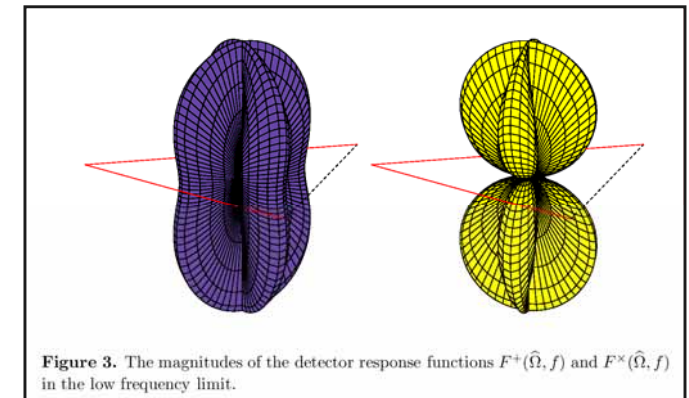 Figure 3. The magnitudes of the detector response functions F⁺(Ω̂, f) and F×(Ω̂, f)
in the low frequency limit.